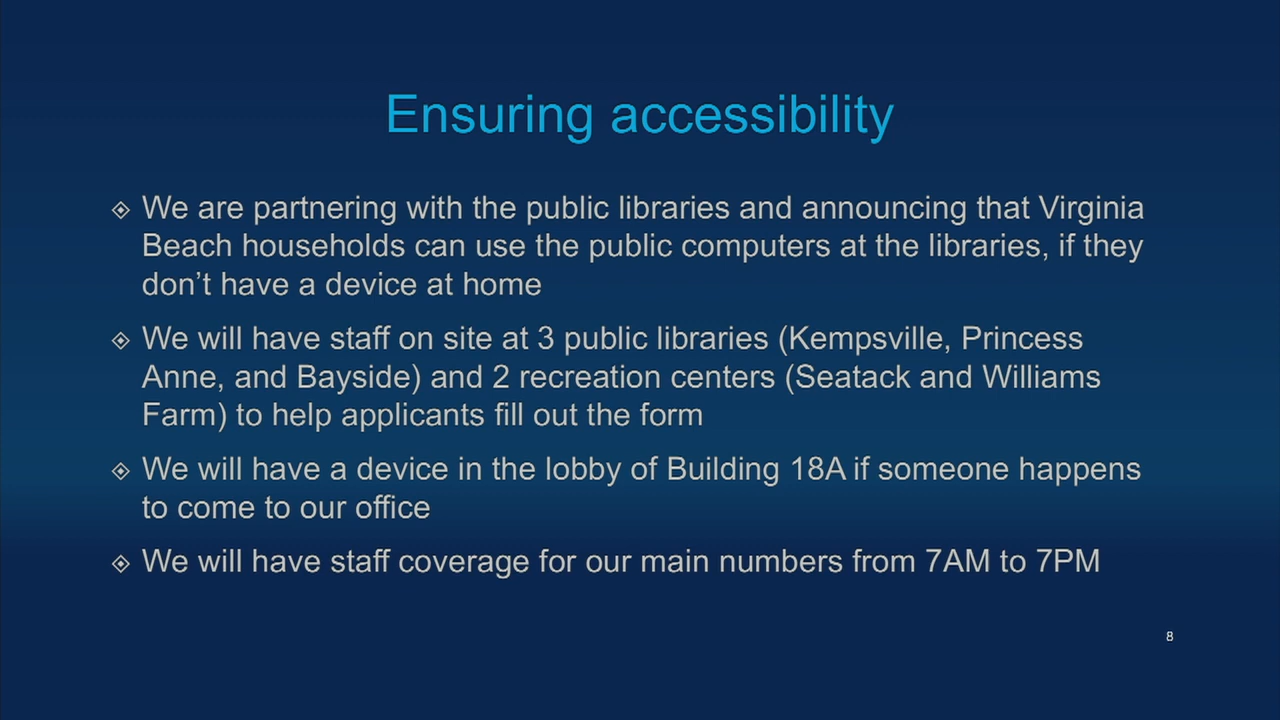 Ensuring accessibility
We are partnering with the public libraries and announcing that Virginia
Beach households can use the public computers at the libraries, if they
don’t have a device at home
We will have staff on site at 3 public libraries (Kempsville, Princess
Anne, and Bayside) and 2 recreation centers (Seatack and Williams
Farm) to help applicants fill out the form
We will have a device in the lobby of Building 18A if someone happens
to come to our office
We will have staff coverage for our main numbers from 7AM to 7PM
8